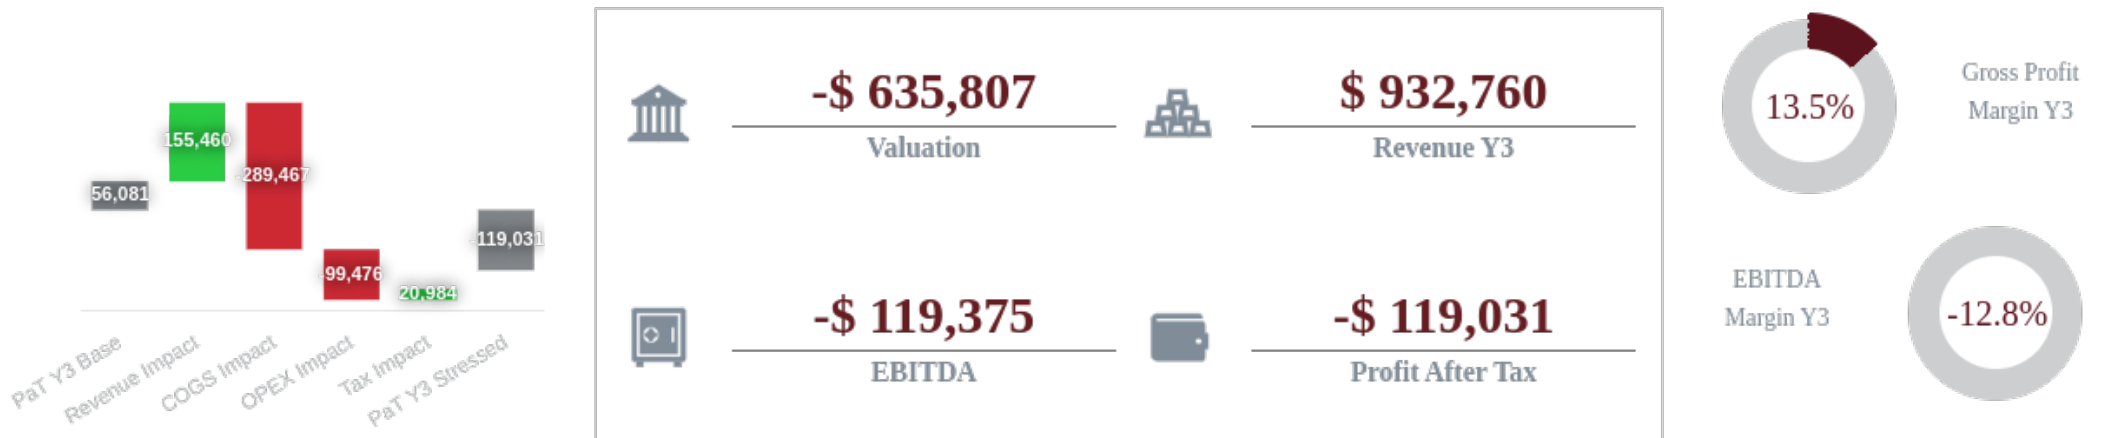 56,081
155,460
-289,467
-99,476
20,984
-119,031
PaT Y3 Base
Revenue Impact
COGS Impact
OPEX Impact
Tax Impact
PaT Y3 Stressed
-$ 635,807
Valuation
$ 932,760
Revenue Y3
-$ 119,375
EBITDA
-$ 119,031
Profit After Tax
13.5%
Gross Profit
Margin Y3
EBITDA
Margin Y3
-12.8%